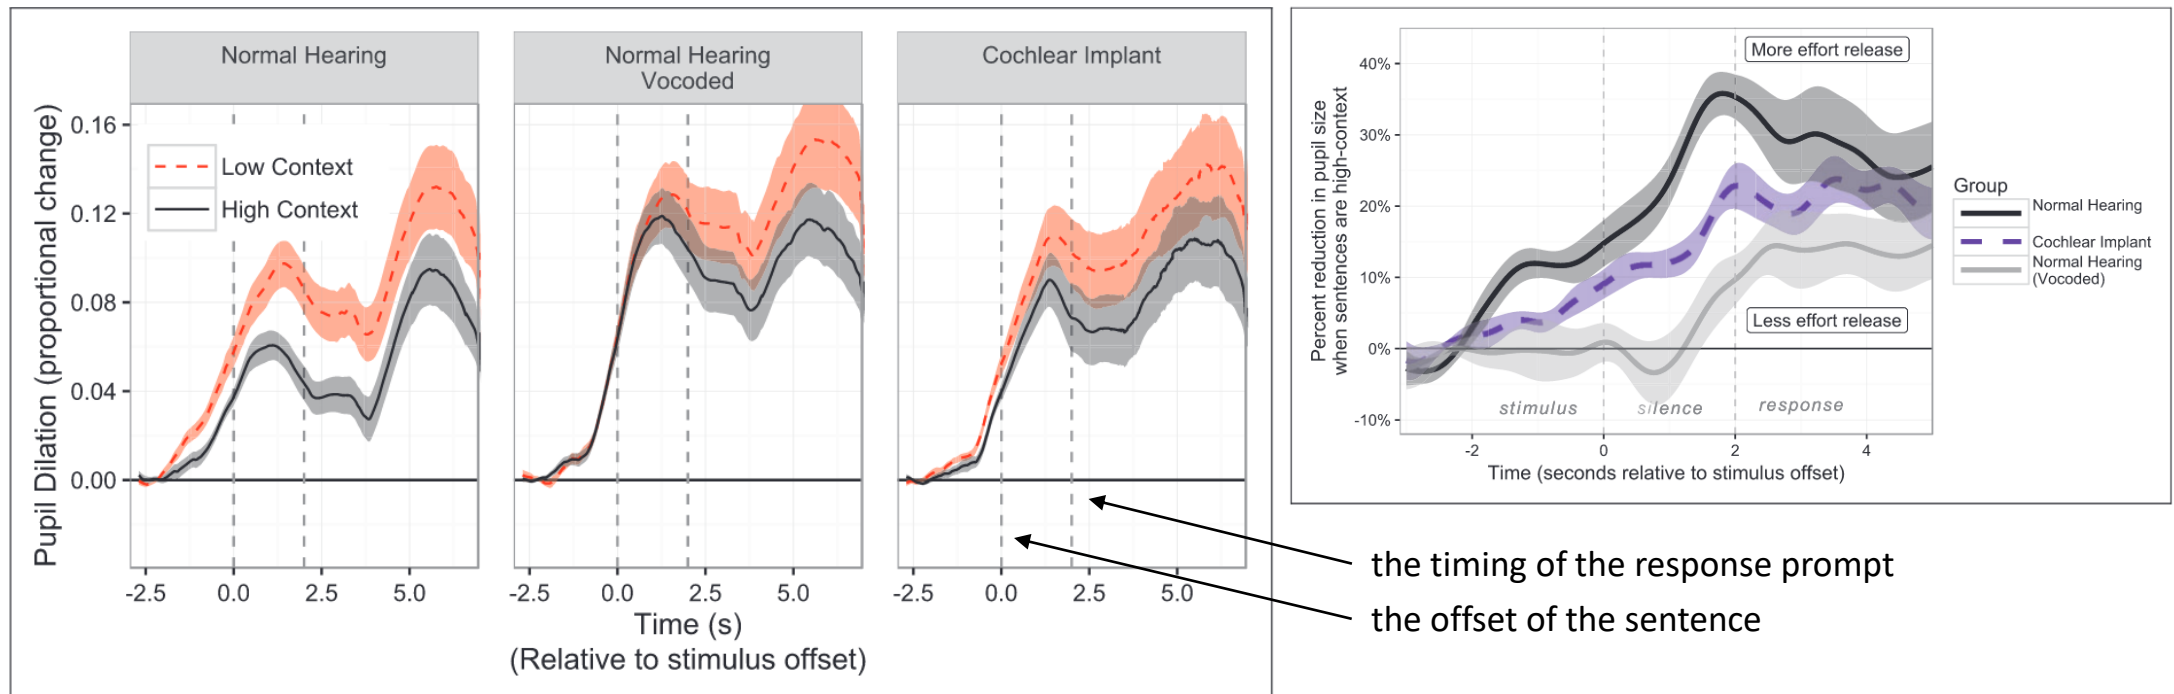 Normal Hearing
Normal Hearing
Vocoded
Cochlear Implant
Pupil Dilation (proportional change)
0.16
0.12
0.08
0.04
0.00
Low Context
High Context
-2.5 0.0 2.5 5.0
-2.5 0.0 2.5 5.0
-2.5 0.0 2.5 5.0
Time (s)
(Relative to stimulus offset)
Percent reduction in pupil size
when sentences are high-context
40%
30%
20%
10%
0%
-10%
More effort release
Less effort release
stimulus silence response
-2 0 2 4
Time (seconds relative to stimulus offset)
Group
Normal Hearing
Cochlear Implant
Normal Hearing
(Vocoded)
the timing of the response prompt
the offset of the sentence